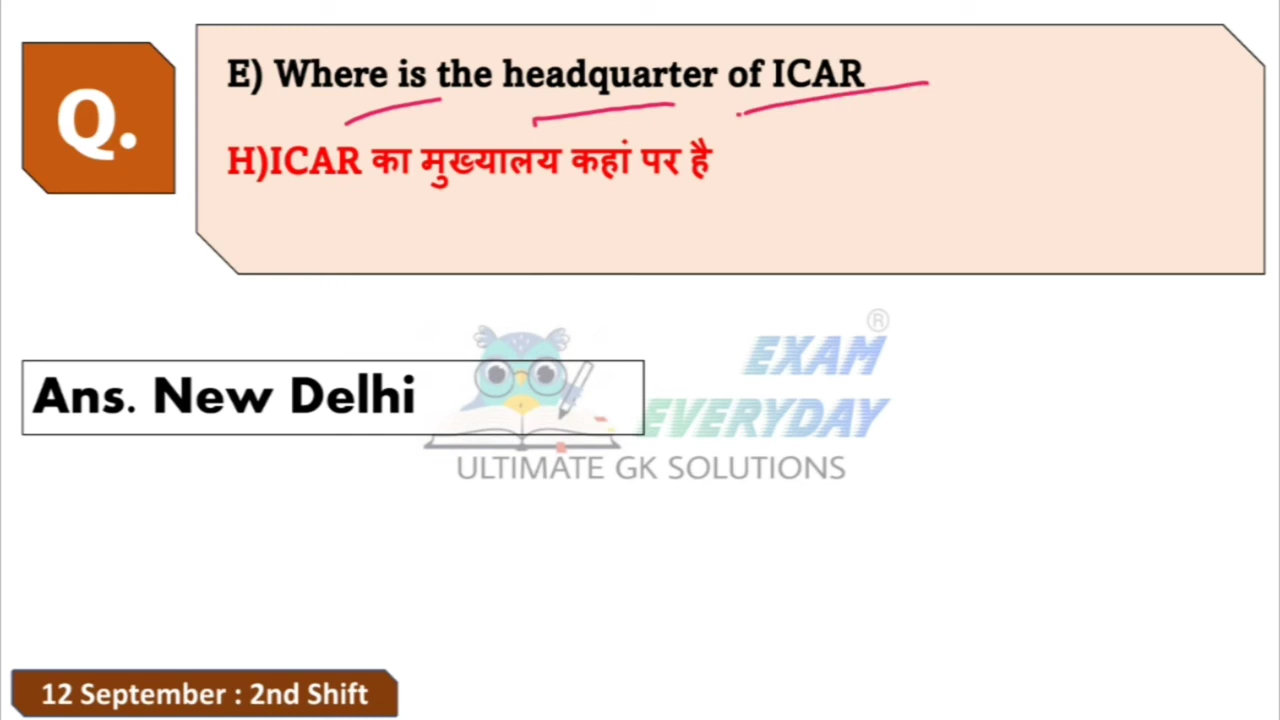 Q.
E) Where is the headquarter of ICAR
H)ICAR का मुख्यालय कहां पर है
Ans. New Delhi
®
EXAM
EVERYDAY
ULTIMATE GK SOLUTIONS
12 September : 2nd Shift